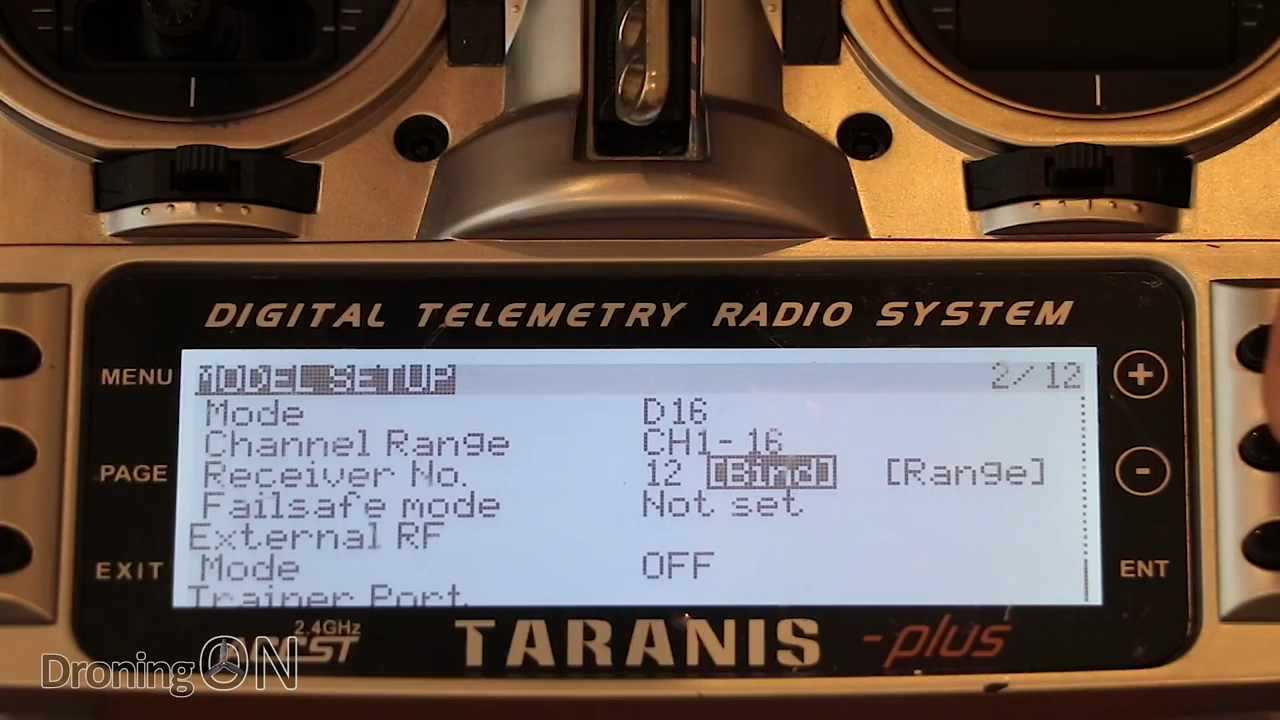 DIGITAL TELEMETRY RADIO SYSTEM
MENU
PAGE
EXIT
MODEL SETUP 2/12
Mode D16
Channel Range CH1-16
Receiver No. 12 [Bind] [Range]
Failsafe mode Not set
External RF
Mode OFF
Trainer Port
+
-
ENT
2.4GHz
TARANIS -plus
DroningON